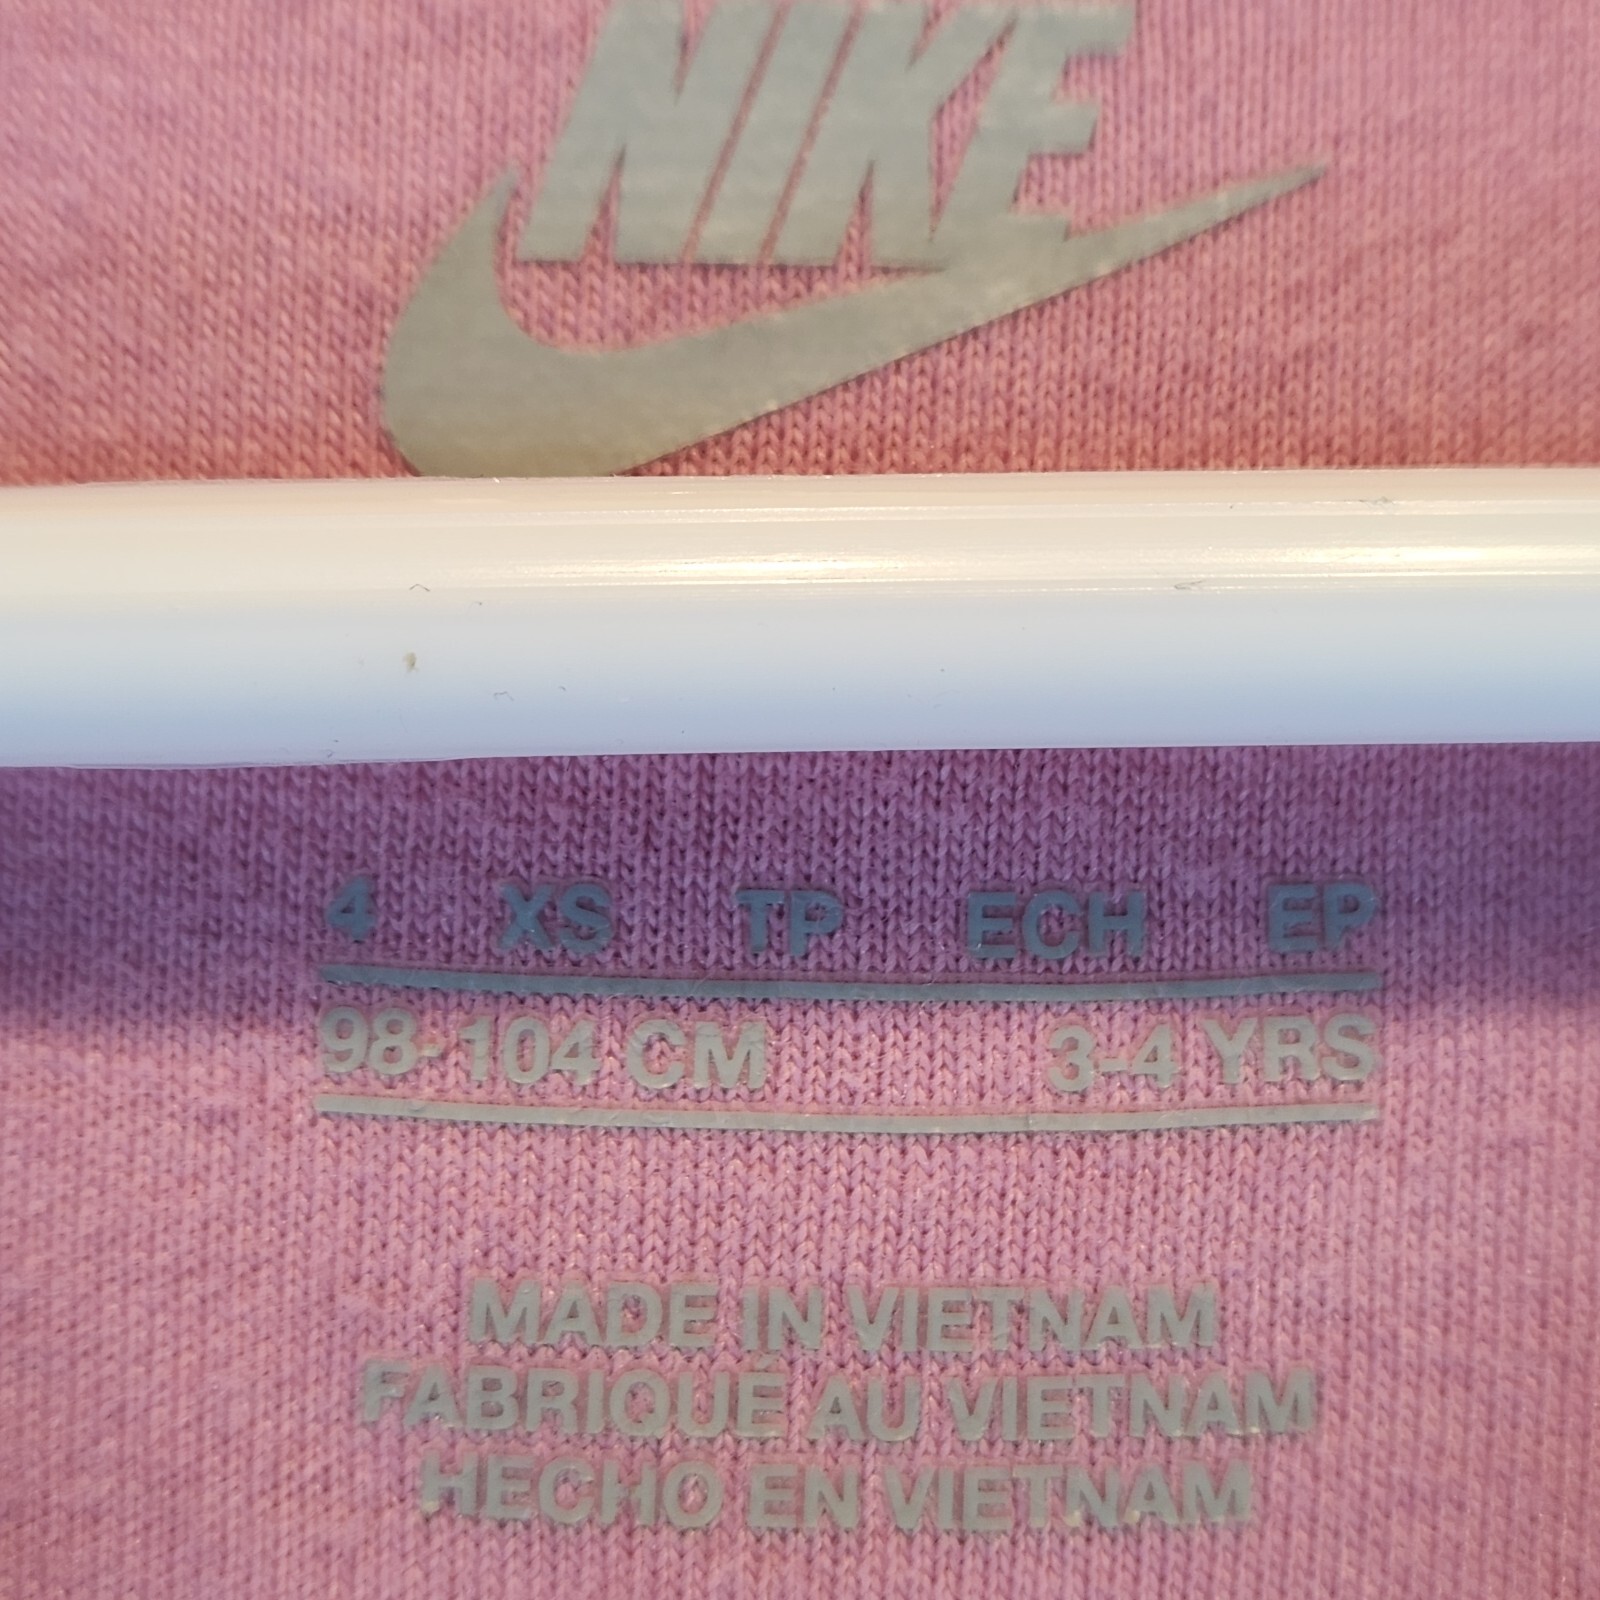 NIKE
4 XS TP ECH EP
98-104 CM 3-4 YRS
MADE IN VIETNAM
FABRIQUÉ AU VIETNAM
HECHO EN VIETNAM